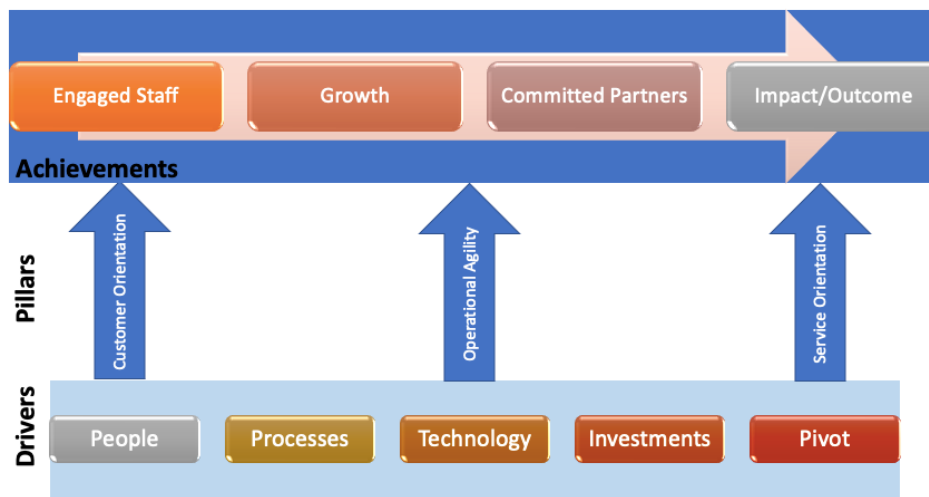 Engaged Staff
Growth
Committed Partners
Impact/Outcome
Achievements
Pillars
Customer Orientation
Operational Agility
Service Orientation
Drivers
People
Processes
Technology
Investments
Pivot